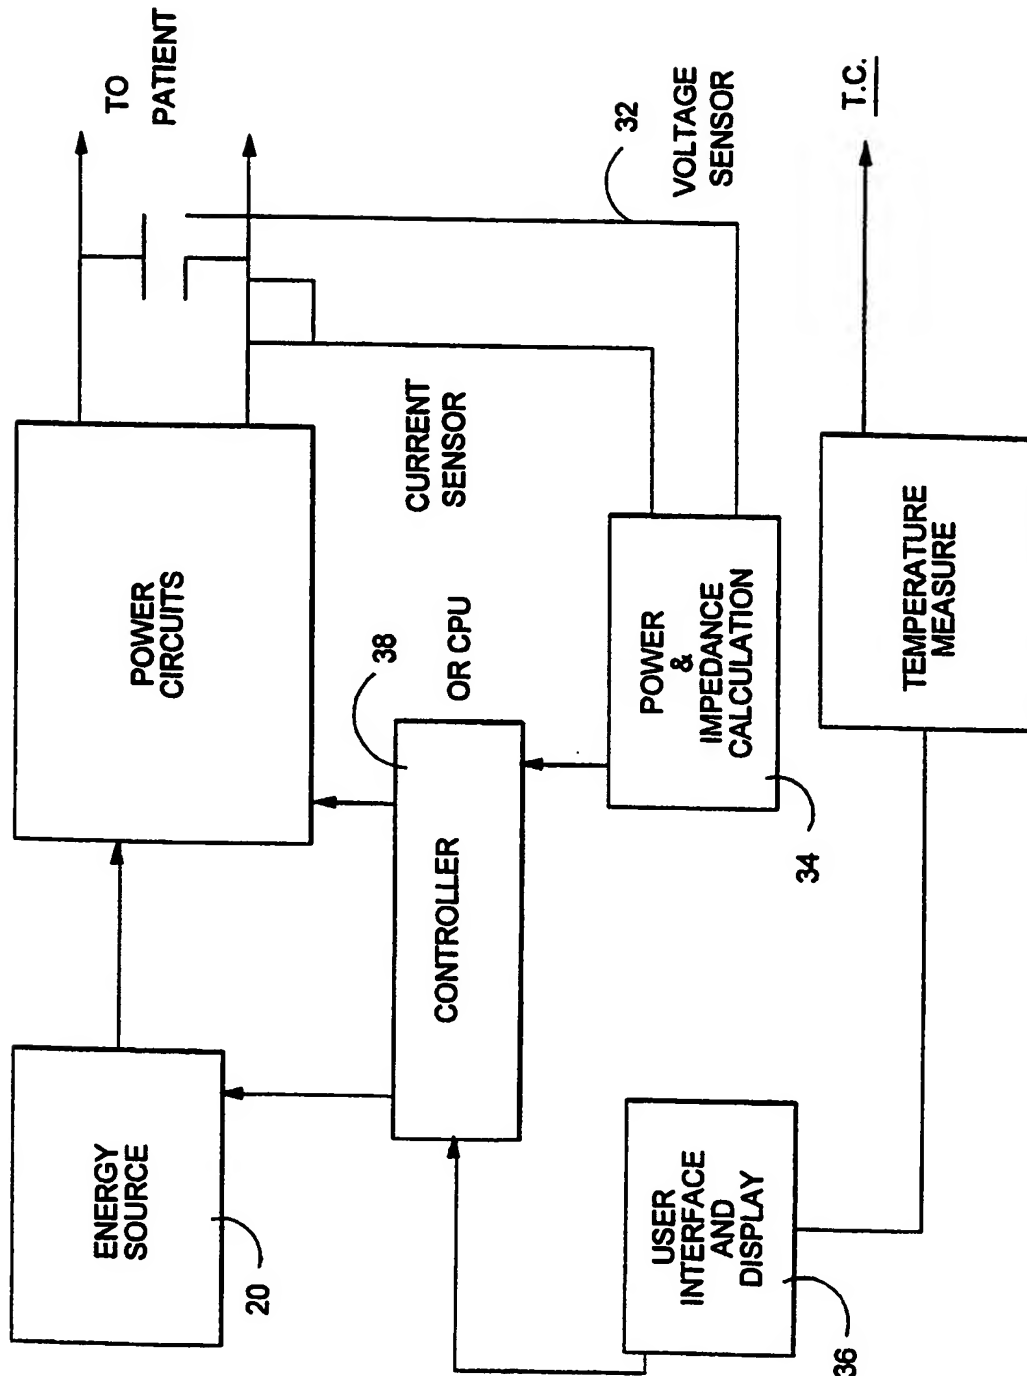 ENERGY
SOURCE
20
POWER
CIRCUITS
TO
PATIENT
CONTROLLER
38
OR CPU
CURRENT
SENSOR
32
VOLTAGE
SENSOR
USER
INTERFACE
AND
DISPLAY
36
POWER
&
IMPEDANCE
CALCULATION
34
TEMPERATURE
MEASURE
T.C.